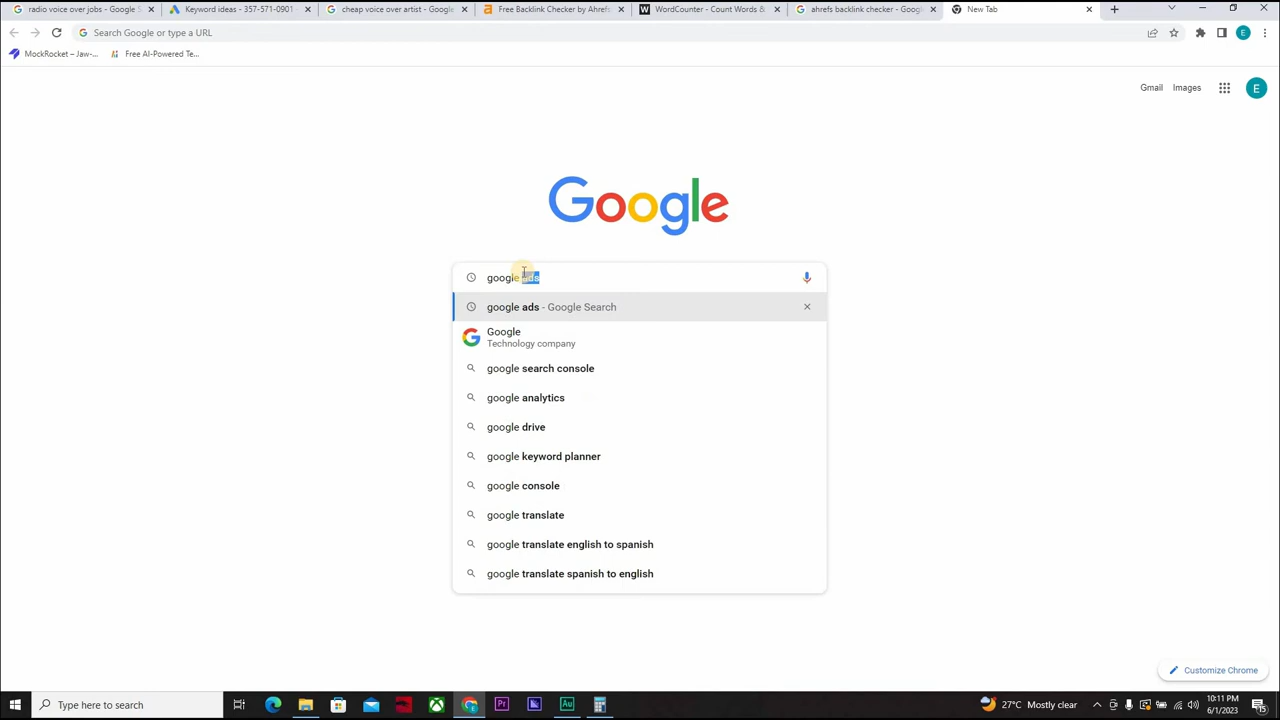 radio voice over jobs - Google S
Keyword ideas - 357-571-0901
cheap voice over artist - Google
Free Backlink Checker by Ahrefs
WordCounter - Count Words &
ahrefs backlink checker - Google
New Tab
Search Google or type a URL
E
MockRocket – Jaw-...
Free AI-Powered Te...
Gmail
Images
E
Google
google ads
google ads - Google Search
Google
Technology company
google search console
google analytics
google drive
google keyword planner
google console
google translate
google translate english to spanish
google translate spanish to english
Customize Chrome
Type here to search
Pr
Au
27°C Mostly clear
10:11 PM
6/1/2023